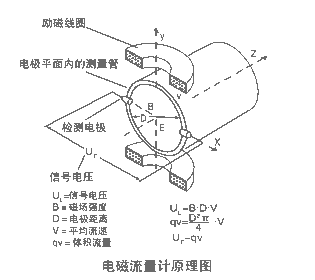 励磁线圈
y
Z
电极平面内的测量管
v
B
D
E
检测电极
X
U_r
信号电压
U_L=信号电压
B=磁场强度
D=电极距离
V=平均流速
qv=体积流量
U_L=B·D·V
qv=D²π/4·V
U_r=qv
电磁流量计原理图